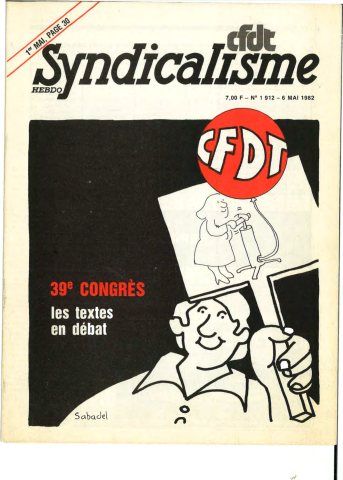 1er MAI, PAGE 30
cfdt
Syndicalisme
HEBDO
7,00 F – N° 1 912 – 6 MAI 1982
CFDT
39e CONGRÈS
les textes
en débat
Sabadel